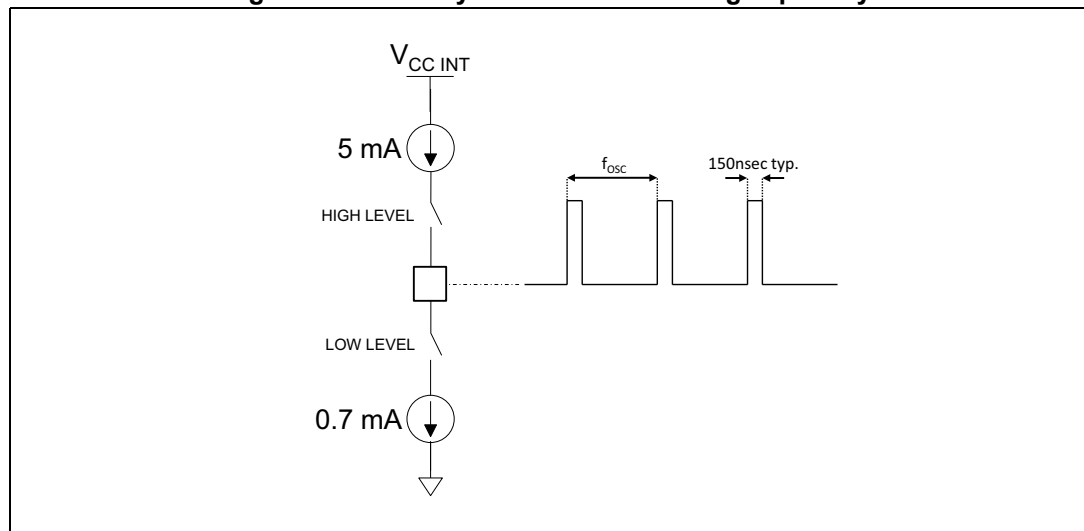 V_CC INT
5 mA
f_OSC
150nsec typ.
HIGH LEVEL
LOW LEVEL
0.7 mA